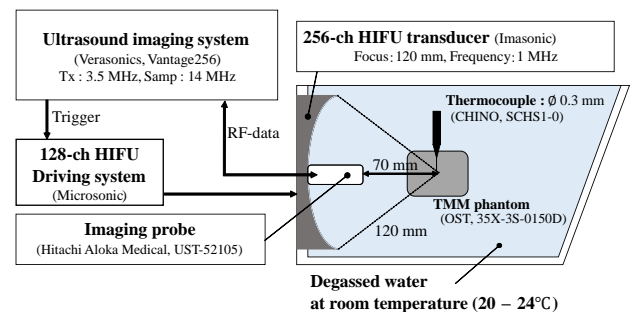 Ultrasound imaging system
(Verasonics, Vantage256)
Tx : 3.5 MHz, Samp : 14 MHz
256-ch HIFU transducer (Imasonic)
Focus: 120 mm, Frequency: 1 MHz
Trigger
RF-data
128-ch HIFU
Driving system
(Microsonic)
Imaging probe
(Hitachi Aloka Medical, UST-52105)
Thermocouple : Ø 0.3 mm
(CHINO, SCHS1-0)
70 mm
TMM phantom
(OST, 35X-3S-0150D)
120 mm
Degassed water
at room temperature (20 – 24℃)